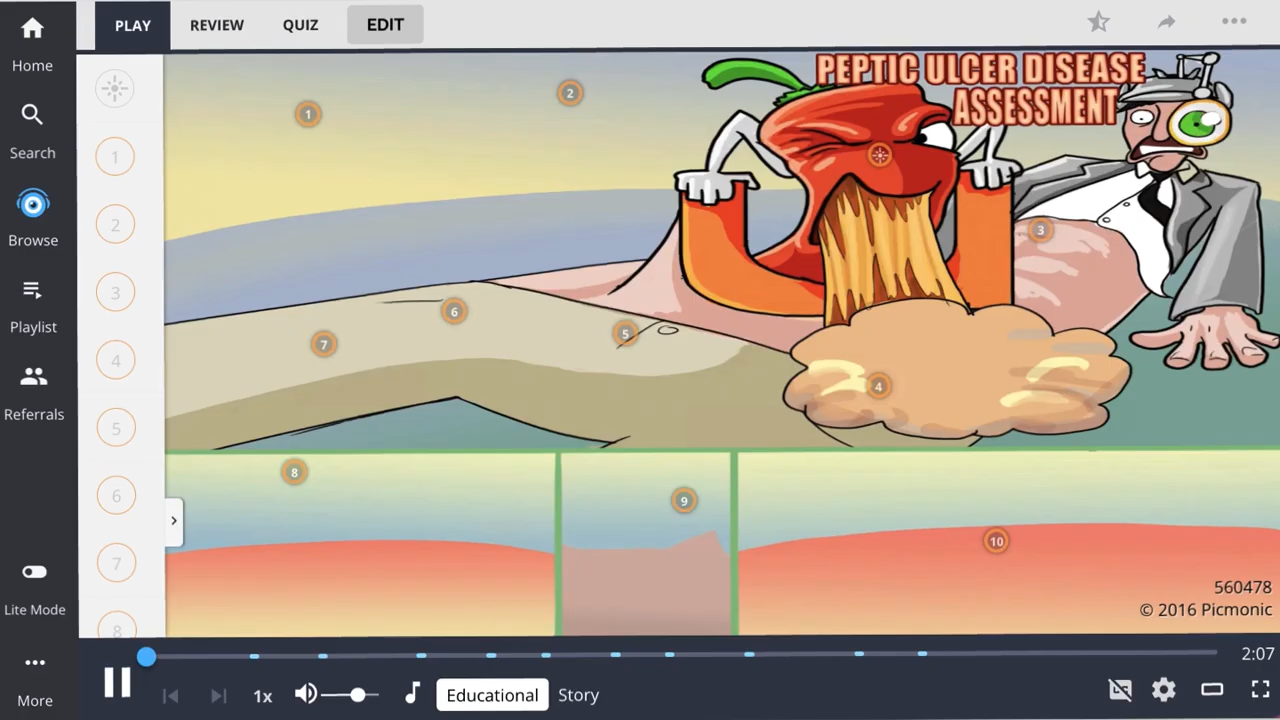 PLAY
REVIEW
QUIZ
EDIT
Home
Search
Browse
Playlist
Referrals
Lite Mode
More
1
2
3
4
5
6
7
8
PEPTIC ULCER DISEASE
ASSESSMENT
1
2
3
4
5
6
7
8
9
10
560478
© 2016 Picmonic
2:07
1x
Educational
Story